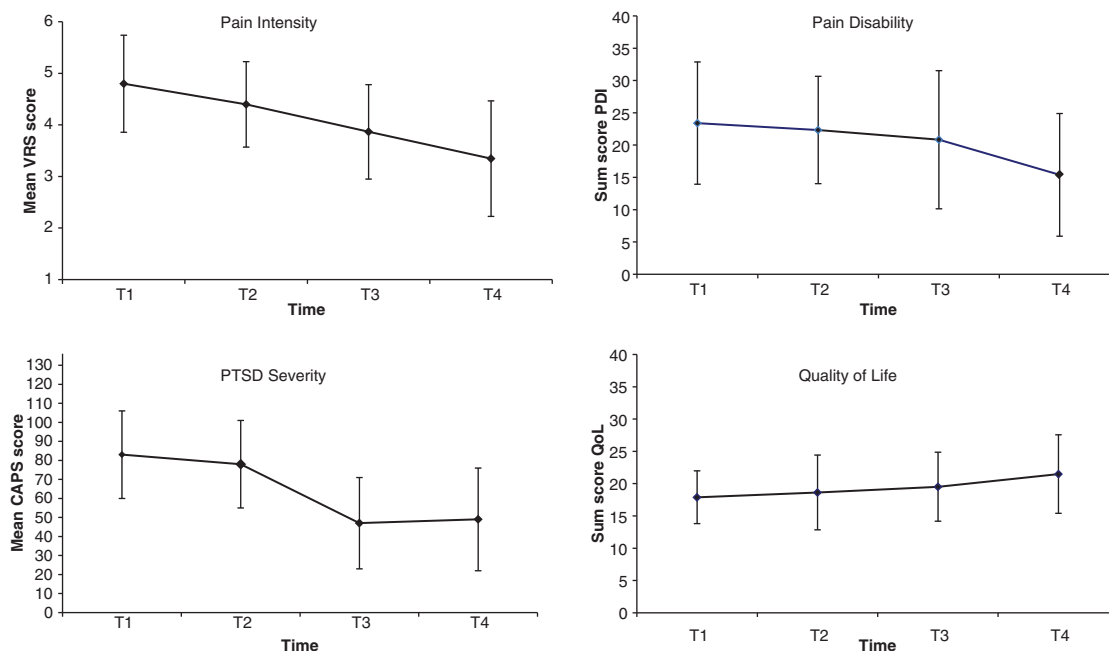 Pain Intensity
Mean VRS score
6
5
4
3
2
1
T1 T2 T3 T4
Time
Pain Disability
Sum score PDI
40
35
30
25
20
15
10
5
0
T1 T2 T3 T4
Time
PTSD Severity
Mean CAPS score
130
120
110
100
90
80
70
60
50
40
30
20
10
0
T1 T2 T3 T4
Time
Quality of Life
Sum score QoL
40
35
30
25
20
15
10
5
0
T1 T2 T3 T4
Time